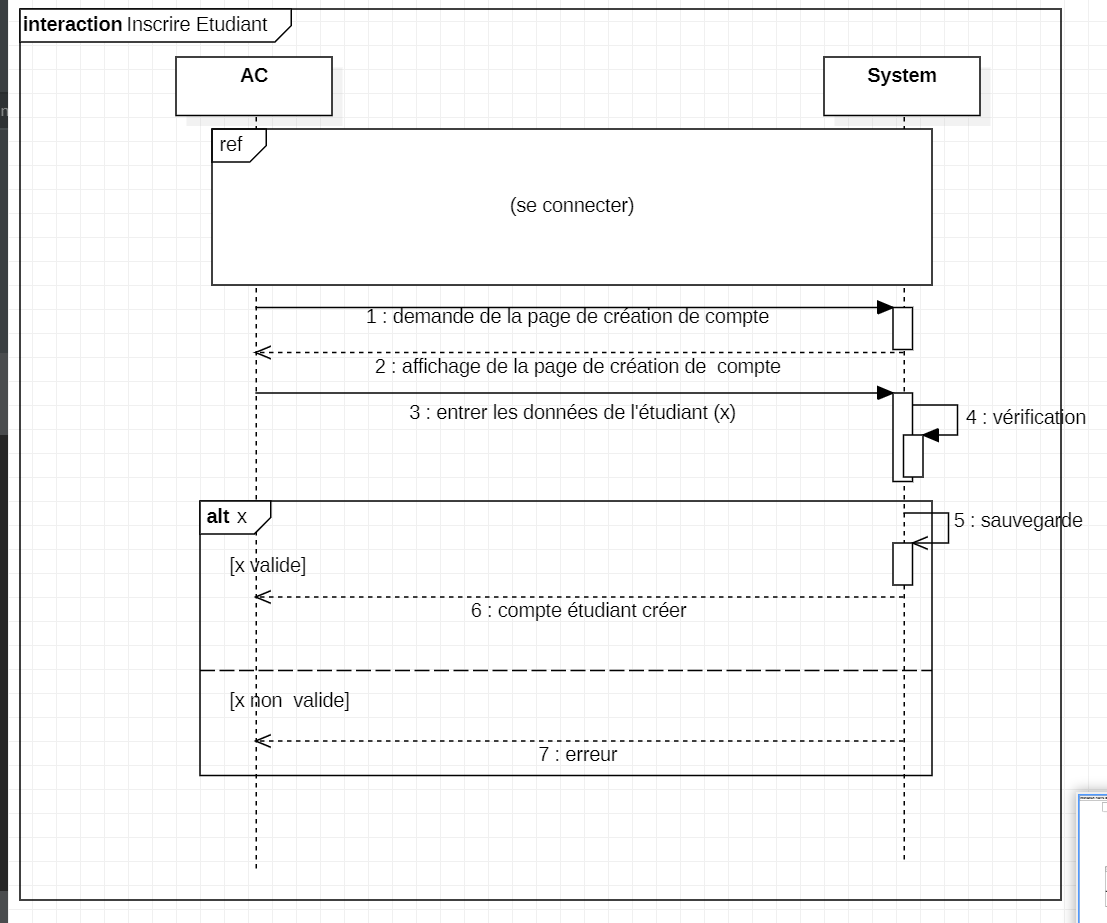 interaction Inscrire Etudiant
AC
System
ref
(se connecter)
1 : demande de la page de création de compte
2 : affichage de la page de création de  compte
3 : entrer les données de l'étudiant (x)
4 : vérification
alt x
5 : sauvegarde
[x valide]
6 : compte étudiant créer
[x non  valide]
7 : erreur